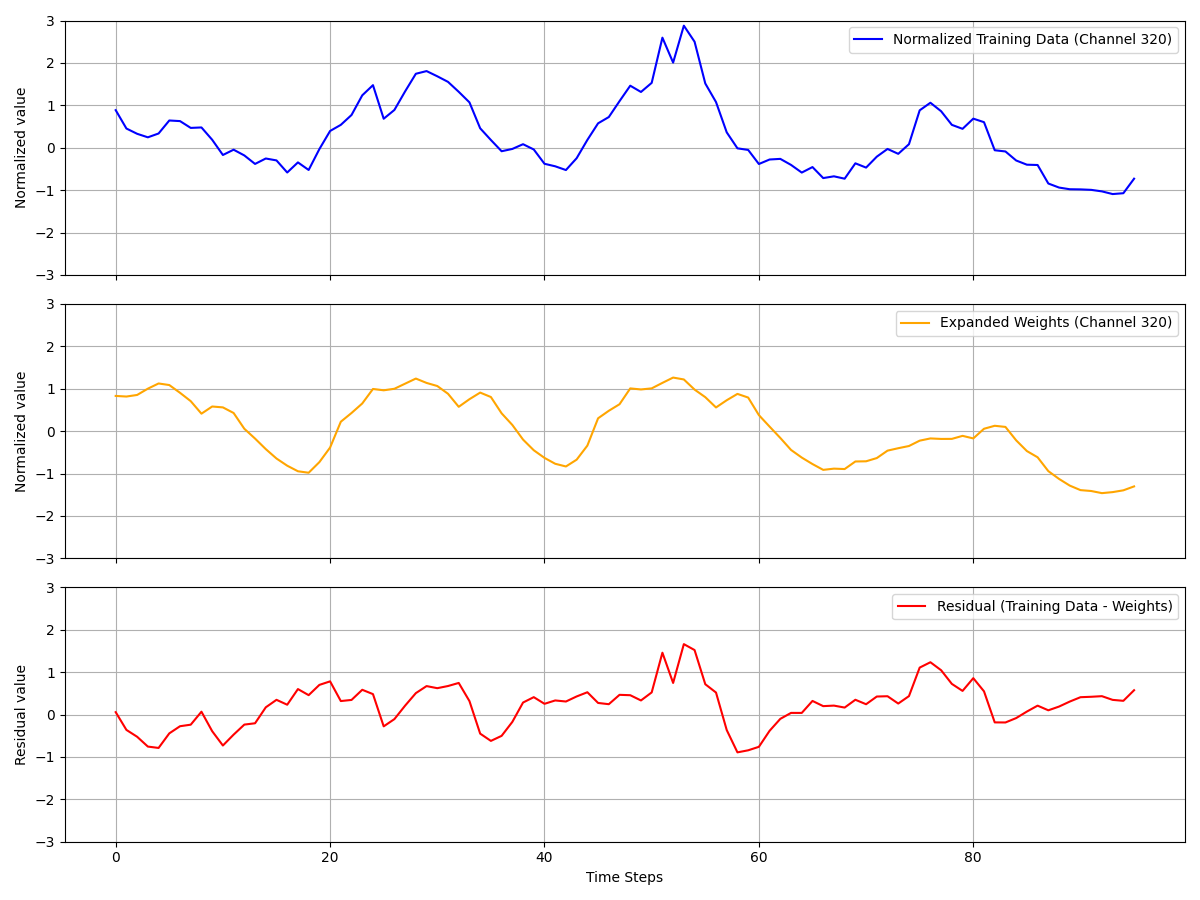 Normalized value
3
2
1
0
−1
−2
−3
Normalized Training Data (Channel 320)
Normalized value
3
2
1
0
−1
−2
−3
Expanded Weights (Channel 320)
Residual value
3
2
1
0
−1
−2
−3
Residual (Training Data - Weights)
0 20 40 60 80
Time Steps